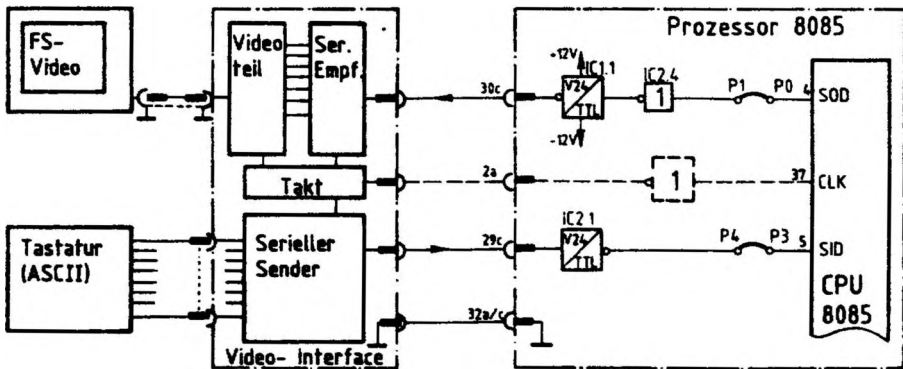 FS-
Video
Video
teil
Ser.
Empf.
Takt
Tastatur
(ASCII)
Serieller
Sender
Video- Interface
30c
2a
29c
32a/c
Prozessor 8085
-12V
IC1.1
V24
TTL
-12V
IC2.4
1
P1
P0
4
SOD
1
37
CLK
IC2 1
V24
TTL
P4
P3
5
SID
CPU
8085